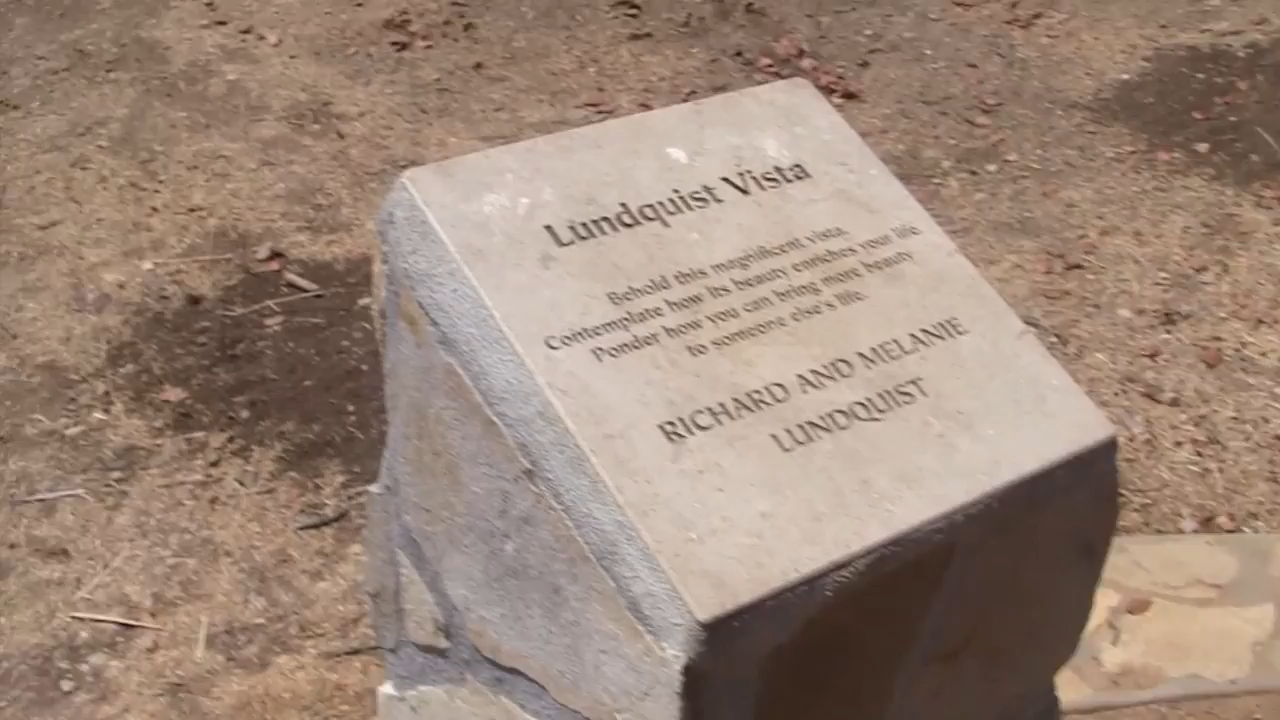 Lundquist Vista
Behold this magnificent vista.
Contemplate how its beauty enriches your life.
Ponder how you can bring more beauty
to someone else's life.
RICHARD AND MELANIE
LUNDQUIST